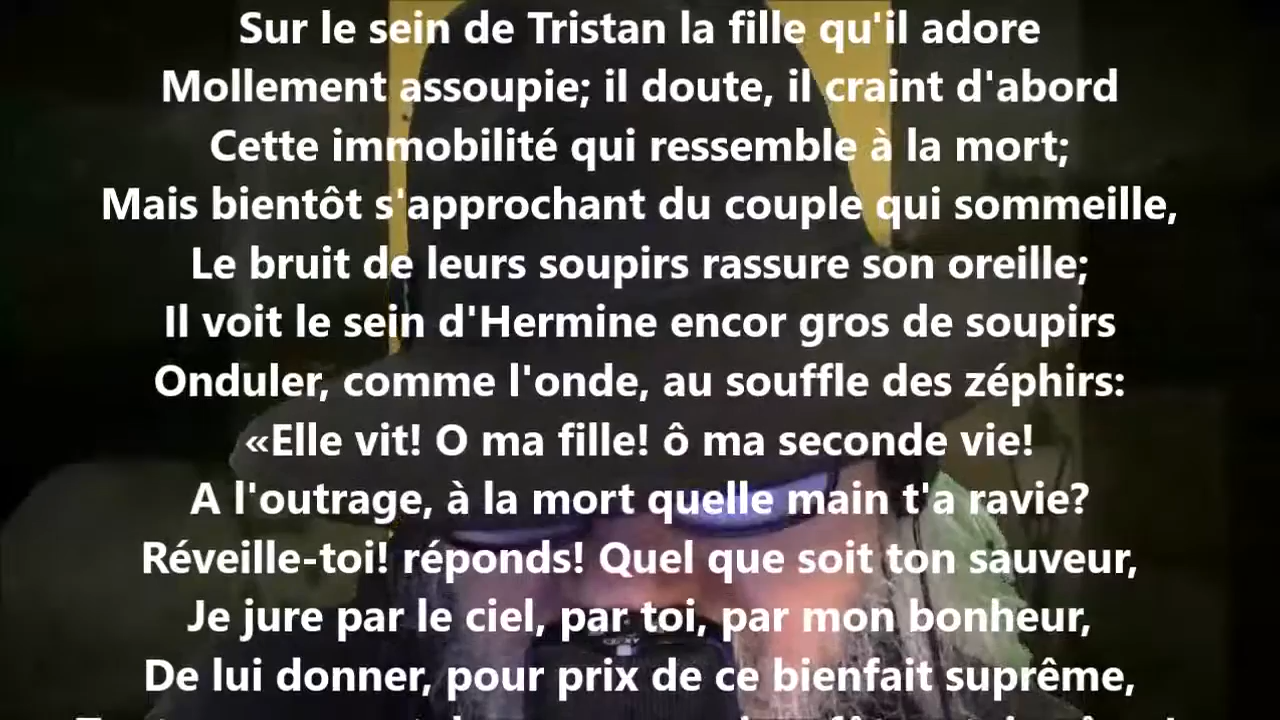 Sur le sein de Tristan la fille qu'il adore
Mollement assoupie; il doute, il craint d'abord
Cette immobilité qui ressemble à la mort;
Mais bientôt s'approchant du couple qui sommeille,
Le bruit de leurs soupirs rassure son oreille;
Il voit le sein d'Hermine encor gros de soupirs
Onduler, comme l'onde, au souffle des zéphirs:
«Elle vit! O ma fille! ô ma seconde vie!
A l'outrage, à la mort quelle main t'a ravie?
Réveille-toi! réponds! Quel que soit ton sauveur,
Je jure par le ciel, par toi, par mon bonheur,
De lui donner, pour prix de ce bienfait suprême,